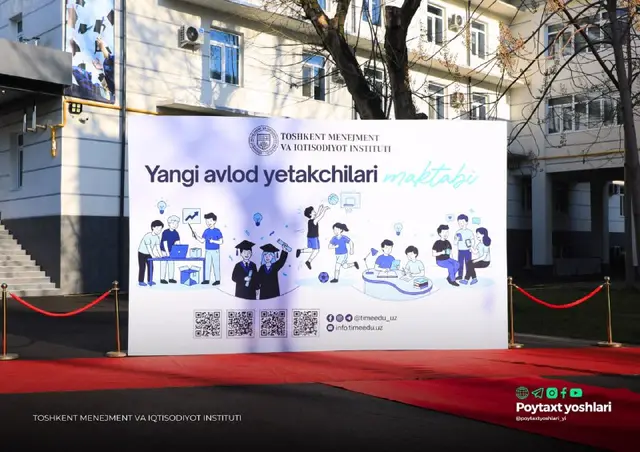 TOSHKENT MENEJMENT
VA IQTISODIYOT INSTITUTI
Yangi avlod yetakchilari maktabi
@timeedu_uz
info.timeedu.uz
TOSHKENT MENEJMENT VA IQTISODIYOT INSTITUTI
Poytaxt yoshlari
@poytaxtyoshlari_yi